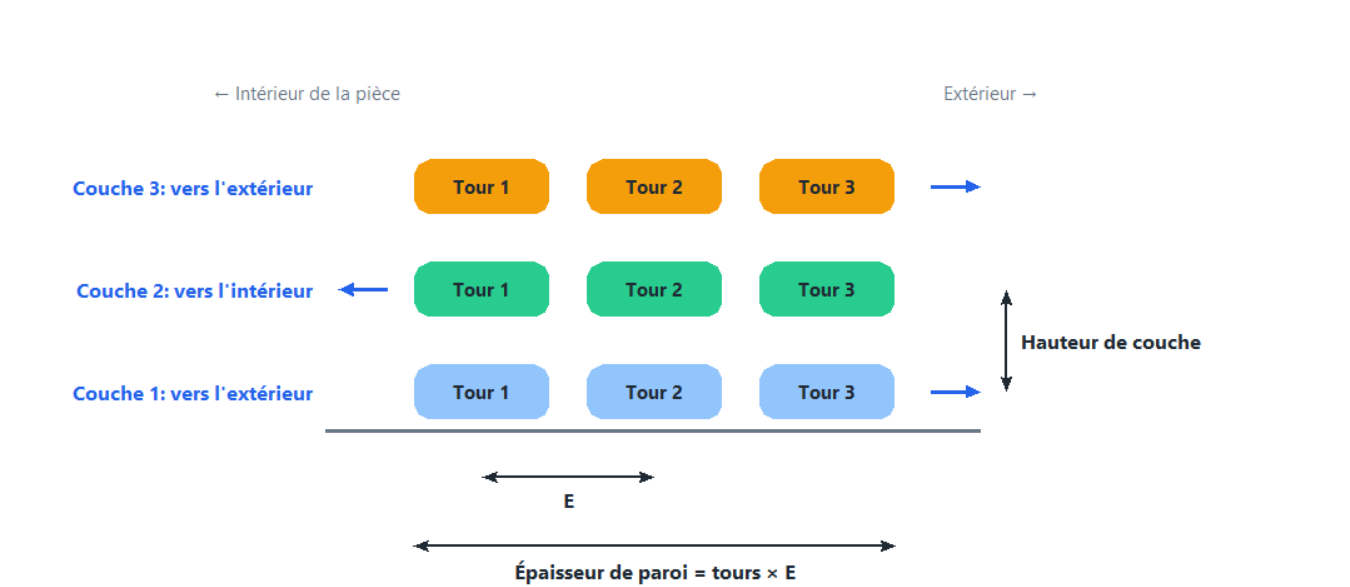 ← Intérieur de la pièce
Extérieur →
Couche 3: vers l'extérieur
Tour 1
Tour 2
Tour 3
Couche 2: vers l'intérieur
Tour 1
Tour 2
Tour 3
Hauteur de couche
Couche 1: vers l'extérieur
Tour 1
Tour 2
Tour 3
E
Épaisseur de paroi = tours × E